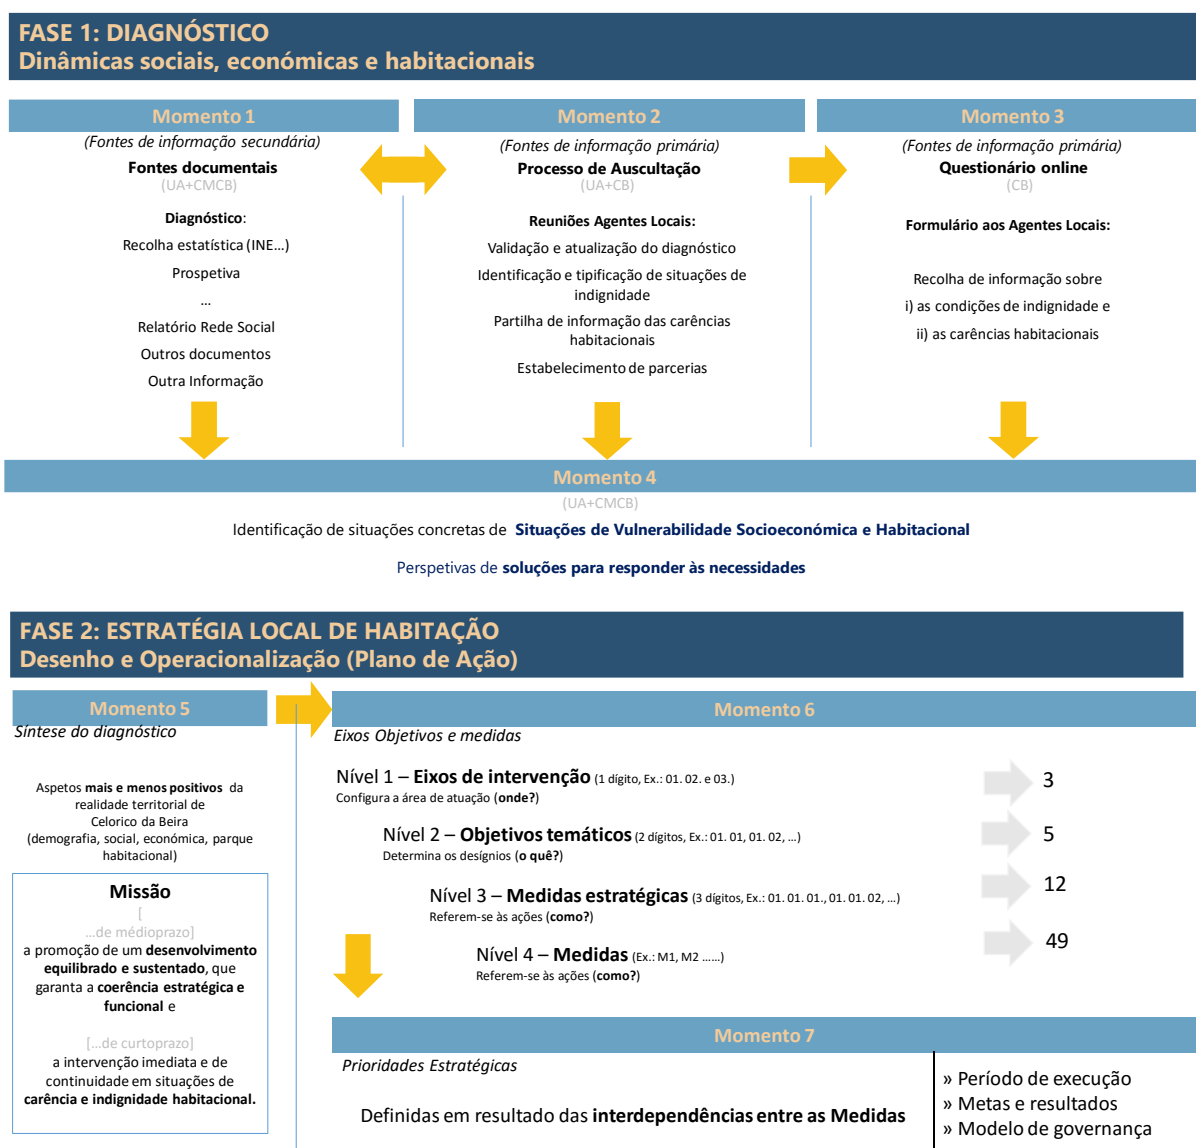 FASE 1: DIAGNÓSTICO
Dinâmicas sociais, económicas e habitacionais
Momento 1
(Fontes de informação secundária)
Fontes documentais
(UA+CMCB)
Diagnóstico:
Recolha estatística (INE...)
Prospetiva
...
Relatório Rede Social
Outros documentos
Outra Informação
Momento 2
(Fontes de informação primária)
Processo de Auscultação
(UA+CB)
Reuniões Agentes Locais:
Validação e atualização do diagnóstico
Identificação e tipificação de situações de
indignidade
Partilha de informação das carências
habitacionais
Estabelecimento de parcerias
Momento 3
(Fontes de informação primária)
Questionário online
(CB)
Formulário aos Agentes Locais:
Recolha de informação sobre
i) as condições de indignidade e
ii) as carências habitacionais
Momento 4
(UA+CMCB)
Identificação de situações concretas de Situações de Vulnerabilidade Socioeconómica e Habitacional
Perspetivas de soluções para responder às necessidades
FASE 2: ESTRATÉGIA LOCAL DE HABITAÇÃO
Desenho e Operacionalização (Plano de Ação)
Momento 5
Síntese do diagnóstico
Aspetos mais e menos positivos da
realidade territorial de
Celorico da Beira
(demografia, social, económica, parque
habitacional)
Missão
[
...de médioprazo]
a promoção de um desenvolvimento
equilibrado e sustentado, que
garanta a coerência estratégica e
funcional e
[...de curtoprazo]
a intervenção imediata e de
continuidade em situações de
carência e indignidade habitacional.
Momento 6
Eixos Objetivos e medidas
Nível 1 – Eixos de intervenção (1 dígito, Ex.: 01. 02. e 03.)
Configura a área de atuação (onde?)
3
Nível 2 – Objetivos temáticos (2 dígitos, Ex.: 01. 01, 01. 02, ...)
Determina os desígnios (o quê?)
5
Nível 3 – Medidas estratégicas (3 dígitos, Ex.: 01. 01. 01., 01. 01. 02, ...)
Referem-se às ações (como?)
12
Nível 4 – Medidas (Ex.: M1, M2 ......)
Referem-se às ações (como?)
49
Momento 7
Prioridades Estratégicas
Definidas em resultado das interdependências entre as Medidas
» Período de execução
» Metas e resultados
» Modelo de governança